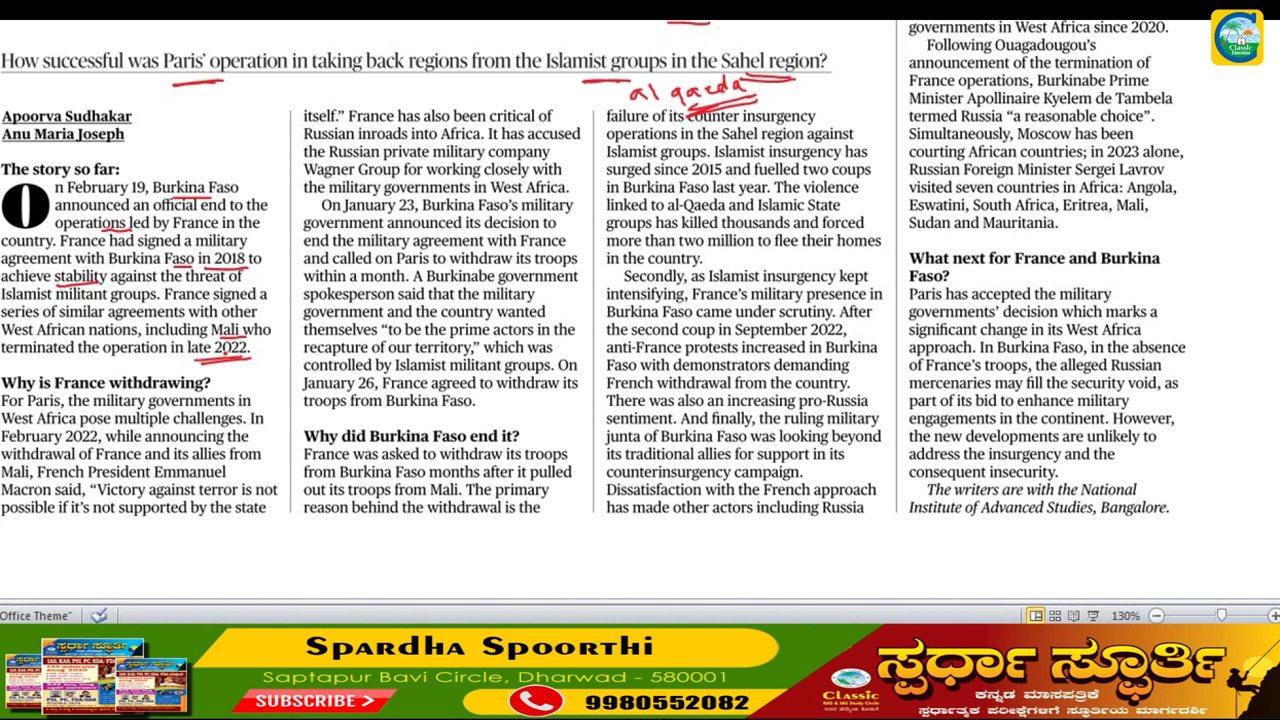 governments in West Africa since 2020.
How successful was Paris' operation in taking back regions from the Islamist groups in the Sahel region?
al qaeda
Apoorva Sudhakar
Anu Maria Joseph
The story so far:
On February 19, Burkina Faso
announced an official end to the
operations led by France in the
country. France had signed a military
agreement with Burkina Faso in 2018 to
achieve stability against the threat of
Islamist militant groups. France signed a
series of similar agreements with other
West African nations, including Mali who
terminated the operation in late 2022.
Why is France withdrawing?
For Paris, the military governments in
West Africa pose multiple challenges. In
February 2022, while announcing the
withdrawal of France and its allies from
Mali, French President Emmanuel
Macron said, “Victory against terror is not
possible if it's not supported by the state
itself.” France has also been critical of
Russian inroads into Africa. It has accused
the Russian private military company
Wagner Group for working closely with
the military governments in West Africa.
On January 23, Burkina Faso's military
government announced its decision to
end the military agreement with France
and called on Paris to withdraw its troops
within a month. A Burkinabe government
spokesperson said that the military
government and the country wanted
themselves “to be the prime actors in the
recapture of our territory,” which was
controlled by Islamist militant groups. On
January 26, France agreed to withdraw its
troops from Burkina Faso.
Why did Burkina Faso end it?
France was asked to withdraw its troops
from Burkina Faso months after it pulled
out its troops from Mali. The primary
reason behind the withdrawal is the
failure of its counter insurgency
operations in the Sahel region against
Islamist groups. Islamist insurgency has
surged since 2015 and fuelled two coups
in Burkina Faso last year. The violence
linked to al-Qaeda and Islamic State
groups has killed thousands and forced
more than two million to flee their homes
in the country.
Secondly, as Islamist insurgency kept
intensifying, France's military presence in
Burkina Faso came under scrutiny. After
the second coup in September 2022,
anti-France protests increased in Burkina
Faso with demonstrators demanding
French withdrawal from the country.
There was also an increasing pro-Russia
sentiment. And finally, the ruling military
junta of Burkina Faso was looking beyond
its traditional allies for support in its
counterinsurgency campaign.
Dissatisfaction with the French approach
has made other actors including Russia
Following Ouagadougou's
announcement of the termination of
France operations, Burkinabe Prime
Minister Apollinaire Kyelem de Tambela
termed Russia “a reasonable choice”.
Simultaneously, Moscow has been
courting African countries; in 2023 alone,
Russian Foreign Minister Sergei Lavrov
visited seven countries in Africa: Angola,
Eswatini, South Africa, Eritrea, Mali,
Sudan and Mauritania.
What next for France and Burkina
Faso?
Paris has accepted the military
governments' decision which marks a
significant change in its West Africa
approach. In Burkina Faso, in the absence
of France's troops, the alleged Russian
mercenaries may fill the security void, as
part of its bid to enhance military
engagements in the continent. However,
the new developments are unlikely to
address the insurgency and the
consequent insecurity.
The writers are with the National
Institute of Advanced Studies, Bangalore.
Classic
Education
Office Theme"
130%
Spardha Spoorthi
Saptapur Bavi Circle, Dharwad - 580001
SUBSCRIBE
9980552082
Classic
KAS & IAS Study Circle
ಸ್ಪರ್ಧಾ ಸ್ಫೂರ್ತಿ
ಕನ್ನಡ ಮಾಸಪತ್ರಿಕೆ
ಸ್ಪರ್ಧಾತ್ಮಕ ಪರೀಕ್ಷೆಗಳಿಗೆ ಸ್ಫೂರ್ತಿಯ ಮಾರ್ಗದರ್ಶಿ